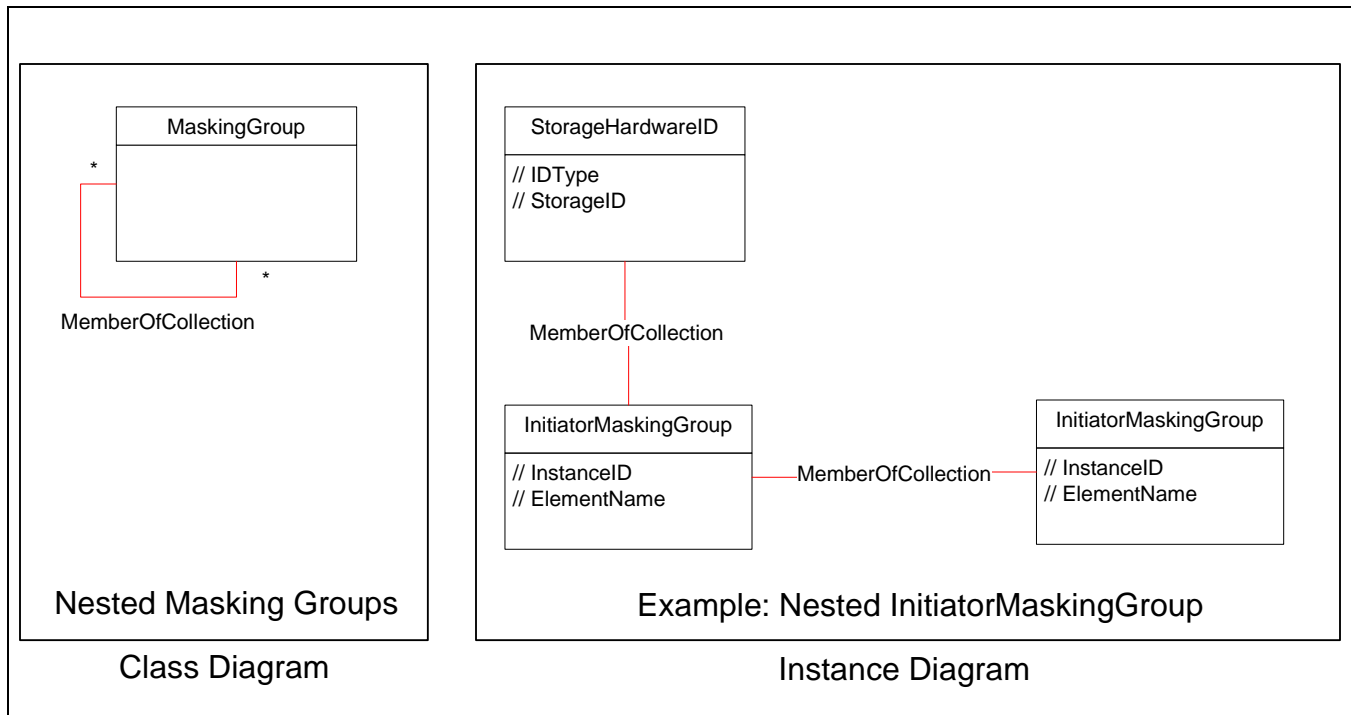 MaskingGroup
*
*
MemberOfCollection
Nested Masking Groups
Class Diagram
StorageHardwareID
// IDType
// StorageID
MemberOfCollection
InitiatorMaskingGroup
// InstanceID
// ElementName
MemberOfCollection
InitiatorMaskingGroup
// InstanceID
// ElementName
Example: Nested InitiatorMaskingGroup
Instance Diagram